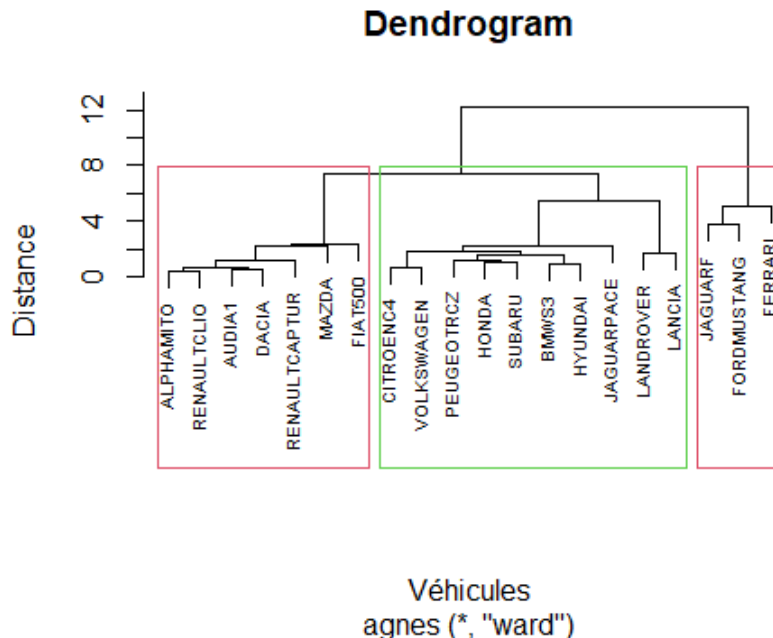 Dendrogram
Distance
12
8
4
0
ALPHAMITO
RENAULTCLIO
AUDIA1
DACIA
RENAULTCAPTUR
MAZDA
FIAT500
CITROENC4
VOLKSWAGEN
PEUGEOTRCZ
HONDA
SUBARU
BMWS3
HYUNDAI
JAGUARPACE
LANDROVER
LANCIA
JAGUARF
FORDMUSTANG
FERRARI
Véhicules
agnes (*, "ward")